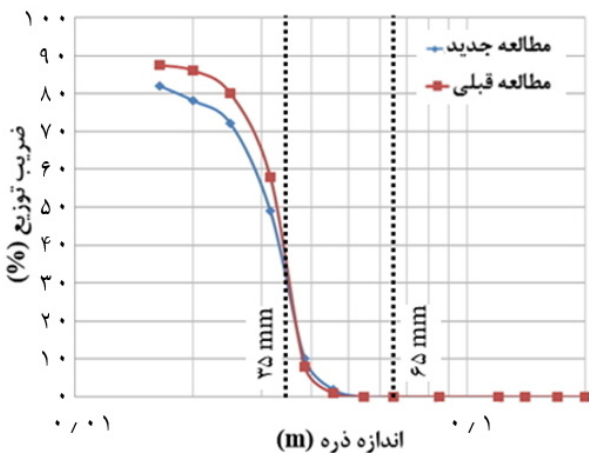 ۱۰۰
۹۰
۸۰
۷۰
۶۰
۵۰
۴۰
۳۰
۲۰
۱۰
۰
ضریب توزیع (%)
مطالعه جدید
مطالعه قبلی
۳۵ mm
۶۵ mm
۰/۰۱
۰/۱
اندازه ذره (m)